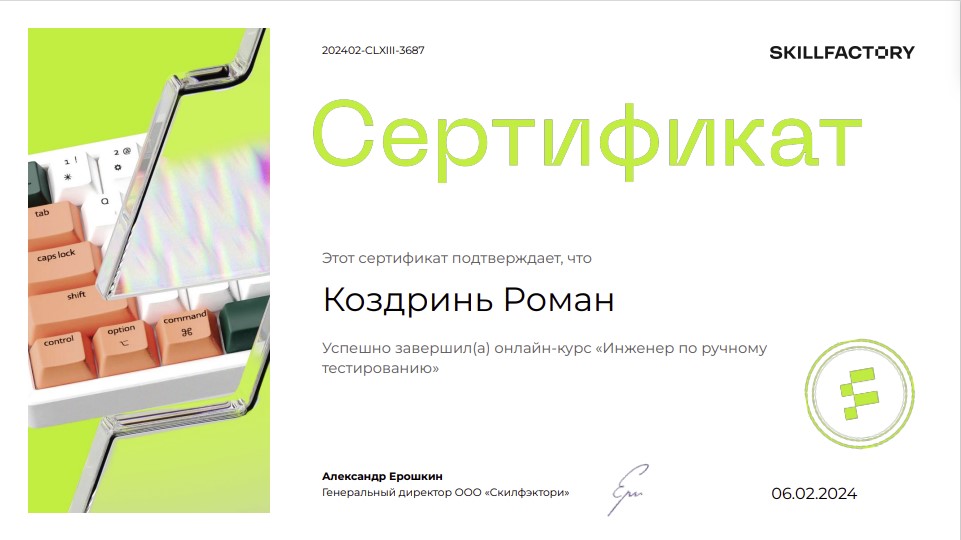 202402-CLXIII-3687
SKILLFACTORY
Сертификат
1 !
2 @
Q
tab
caps lock
shift
control
option
command
Этот сертификат подтверждает, что
Коздринь Роман
Успешно завершил(а) онлайн-курс «Инженер по ручному
тестированию»
Александр Ерошкин
Генеральный директор ООО «Скилфэктори»
06.02.2024